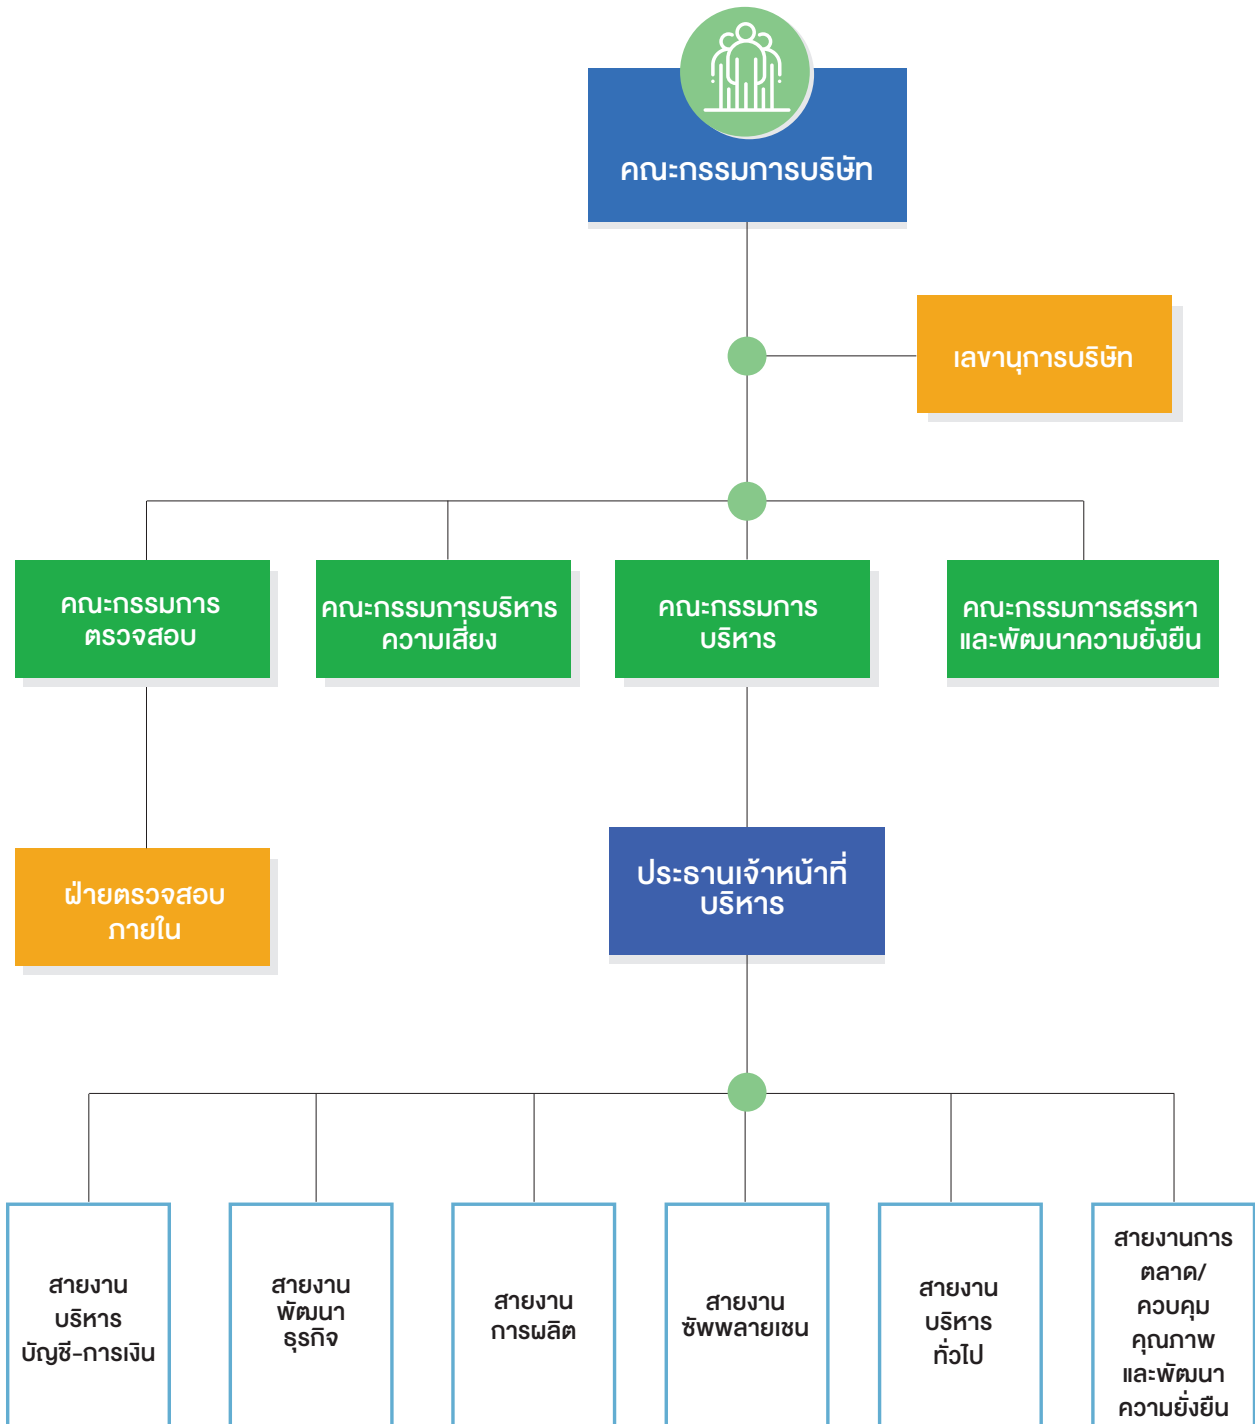 คณะกรรมการบริษัท
เลขานุการบริษัท
คณะกรรมการ
ตรวจสอบ
คณะกรรมการบริหาร
ความเสี่ยง
คณะกรรมการ
บริหาร
คณะกรรมการสรรหา
และพัฒนาความยั่งยืน
ฝ่ายตรวจสอบ
ภายใน
ประธานเจ้าหน้าที่
บริหาร
สายงาน
บริหาร
บัญชี-การเงิน
สายงาน
พัฒนา
ธุรกิจ
สายงาน
การผลิต
สายงาน
ซัพพลายเชน
สายงาน
บริหาร
ทั่วไป
สายงานการ
ตลาด/
ควบคุม
คุณภาพ
และพัฒนา
ความยั่งยืน